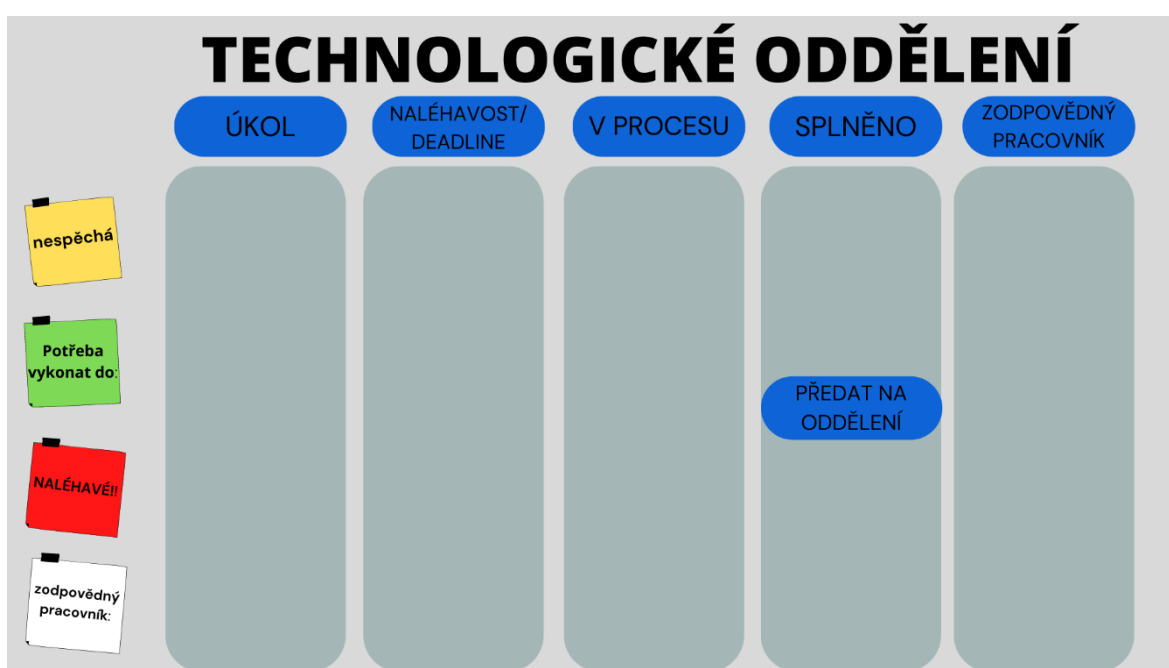 TECHNOLOGICKÉ ODDĚLENÍ
ÚKOL
NALÉHAVOST/
DEADLINE
V PROCESU
SPLNĚNO
ZODPOVĚDNÝ
PRACOVNÍK
nespěchá
Potřeba
vykonat do:
PŘEDAT NA
ODDĚLENÍ
NALÉHAVÉ!!
zodpovědný
pracovník: